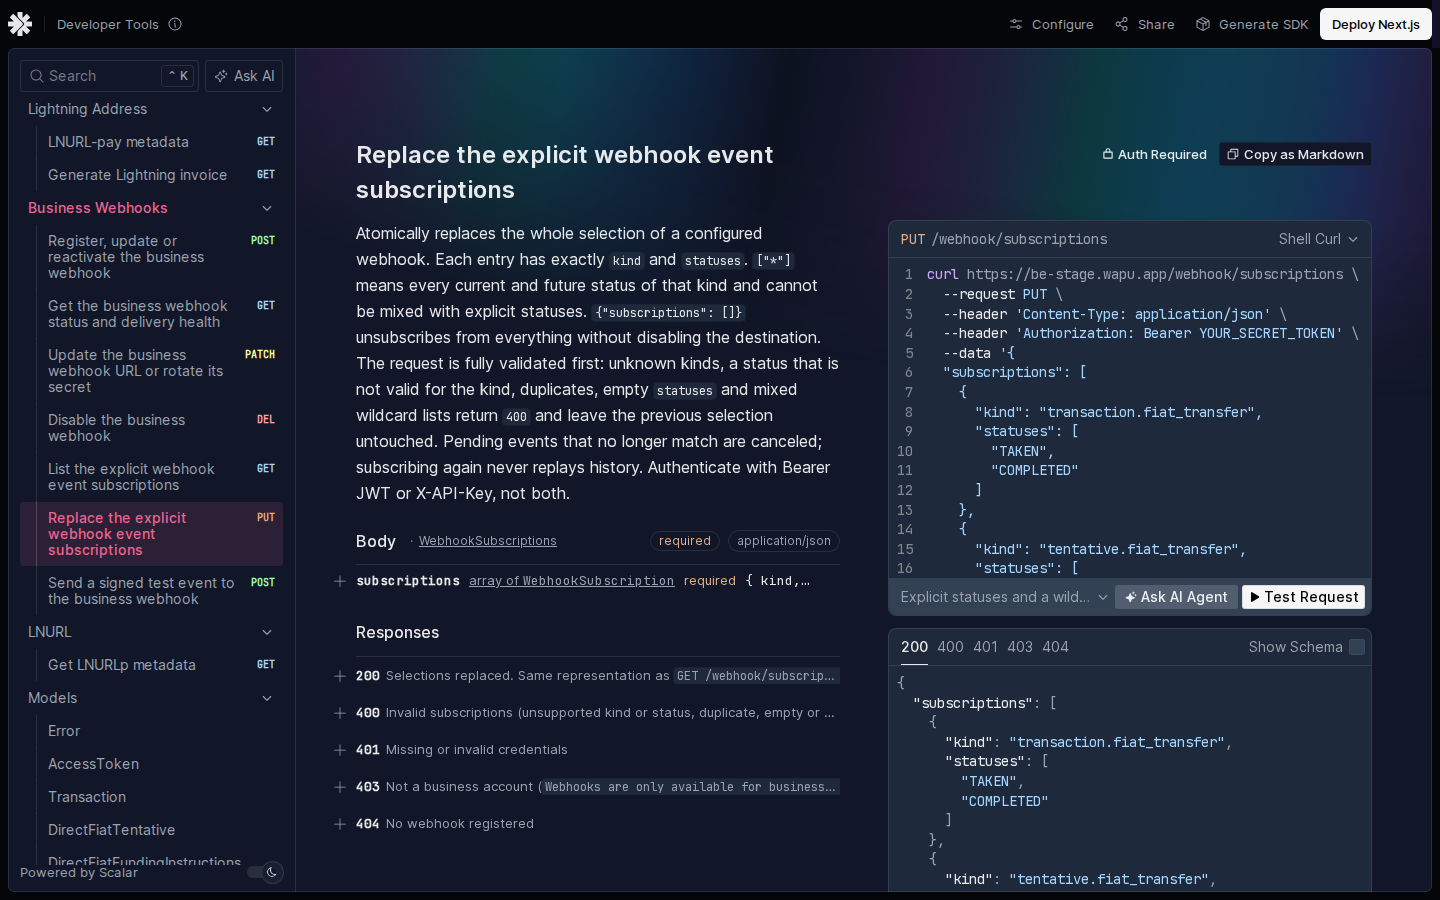 Developer Tools
Configure
Share
Generate SDK
Deploy Next.js
Search
⌃ K
Ask AI
Lightning Address
LNURL-pay metadata GET
Generate Lightning invoice GET
Business Webhooks
Register, update or POST
reactivate the business
webhook
Get the business webhook GET
status and delivery health
Update the business PATCH
webhook URL or rotate its
secret
Disable the business DEL
webhook
List the explicit webhook GET
event subscriptions
Replace the explicit PUT
webhook event
subscriptions
Send a signed test event to POST
the business webhook
LNURL
Get LNURLp metadata GET
Models
Error
AccessToken
Transaction
DirectFiatTentative
DirectFiatFundingInstructions
Powered by Scalar
Replace the explicit webhook event
subscriptions
Auth Required
Copy as Markdown
Atomically replaces the whole selection of a configured
webhook. Each entry has exactly kind and statuses. ["*"]
means every current and future status of that kind and cannot
be mixed with explicit statuses. {"subscriptions": []}
unsubscribes from everything without disabling the destination.
The request is fully validated first: unknown kinds, a status that is
not valid for the kind, duplicates, empty statuses and mixed
wildcard lists return 400 and leave the previous selection
untouched. Pending events that no longer match are canceled;
subscribing again never replays history. Authenticate with Bearer
JWT or X-API-Key, not both.
Body · WebhookSubscriptions required application/json
subscriptions array of WebhookSubscription required { kind,…
Responses
200 Selections replaced. Same representation as GET /webhook/subscrip…
400 Invalid subscriptions (unsupported kind or status, duplicate, empty or …
401 Missing or invalid credentials
403 Not a business account (Webhooks are only available for business…
404 No webhook registered
PUT /webhook/subscriptions Shell Curl
1 curl https://be-stage.wapu.app/webhook/subscriptions \
2 --request PUT \
3 --header 'Content-Type: application/json' \
4 --header 'Authorization: Bearer YOUR_SECRET_TOKEN' \
5 --data '{
6 "subscriptions": [
7 {
8 "kind": "transaction.fiat_transfer",
9 "statuses": [
10 "TAKEN",
11 "COMPLETED"
12 ]
13 },
14 {
15 "kind": "tentative.fiat_transfer",
16 "statuses": [
Explicit statuses and a wild… Ask AI Agent Test Request
200 400 401 403 404 Show Schema
{
"subscriptions": [
{
"kind": "transaction.fiat_transfer",
"statuses": [
"TAKEN",
"COMPLETED"
]
},
{
"kind": "tentative.fiat_transfer",